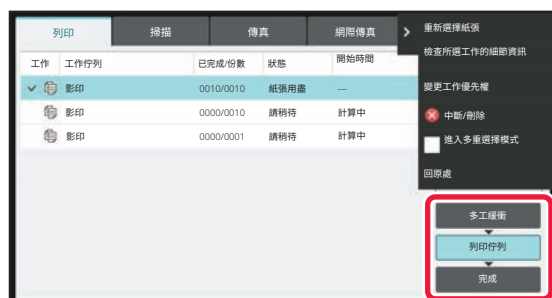 列印 掃描 傳真 網際傳真
工作 工作佇列 已完成/份數 狀態 開始時間
影印 0010/0010 紙張用盡 ---
影印 0000/0010 請稍待 計算中
影印 0000/0001 請稍待 計算中
重新選擇紙張
檢查所選工作的細節資訊
變更工作優先權
中斷/刪除
進入多重選擇模式
回原處
多工緩衝
列印佇列
完成